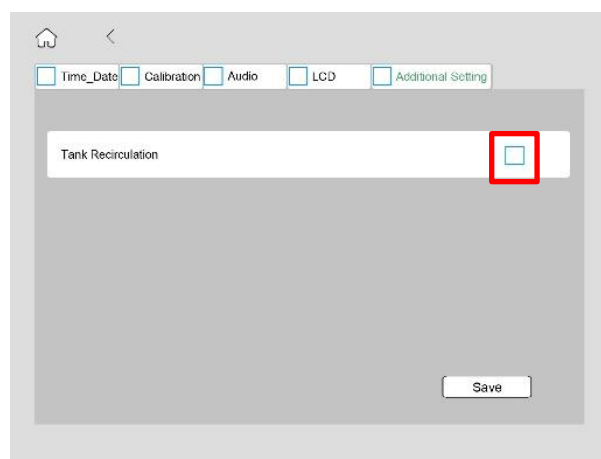 Time_Date Calibration Audio LCD Additional Setting
Tank Recirculation
Save